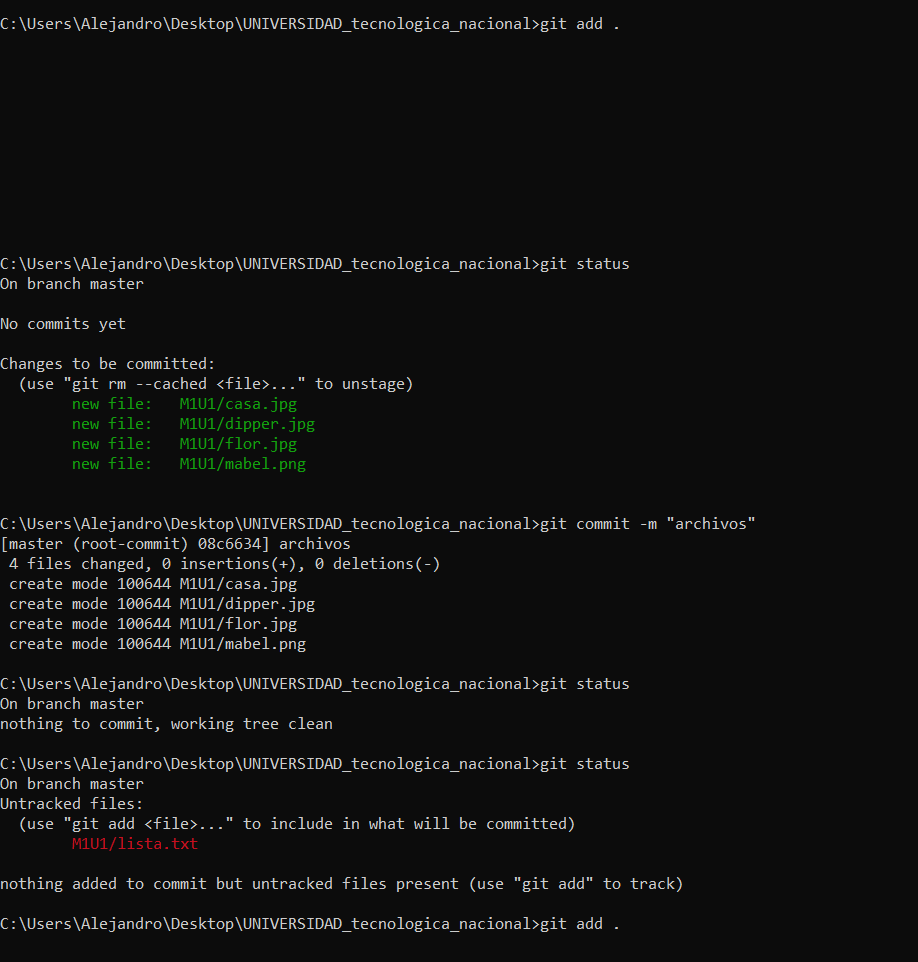 C:\Users\Alejandro\Desktop\UNIVERSIDAD_tecnologica_nacional>git add .
C:\Users\Alejandro\Desktop\UNIVERSIDAD_tecnologica_nacional>git status
On branch master
No commits yet
Changes to be committed:
  (use "git rm --cached <file>..." to unstage)
        new file:   M1U1/casa.jpg
        new file:   M1U1/dipper.jpg
        new file:   M1U1/flor.jpg
        new file:   M1U1/mabel.png
C:\Users\Alejandro\Desktop\UNIVERSIDAD_tecnologica_nacional>git commit -m "archivos"
[master (root-commit) 08c6634] archivos
 4 files changed, 0 insertions(+), 0 deletions(-)
 create mode 100644 M1U1/casa.jpg
 create mode 100644 M1U1/dipper.jpg
 create mode 100644 M1U1/flor.jpg
 create mode 100644 M1U1/mabel.png
C:\Users\Alejandro\Desktop\UNIVERSIDAD_tecnologica_nacional>git status
On branch master
nothing to commit, working tree clean
C:\Users\Alejandro\Desktop\UNIVERSIDAD_tecnologica_nacional>git status
On branch master
Untracked files:
  (use "git add <file>..." to include in what will be committed)
        M1U1/lista.txt
nothing added to commit but untracked files present (use "git add" to track)
C:\Users\Alejandro\Desktop\UNIVERSIDAD_tecnologica_nacional>git add .